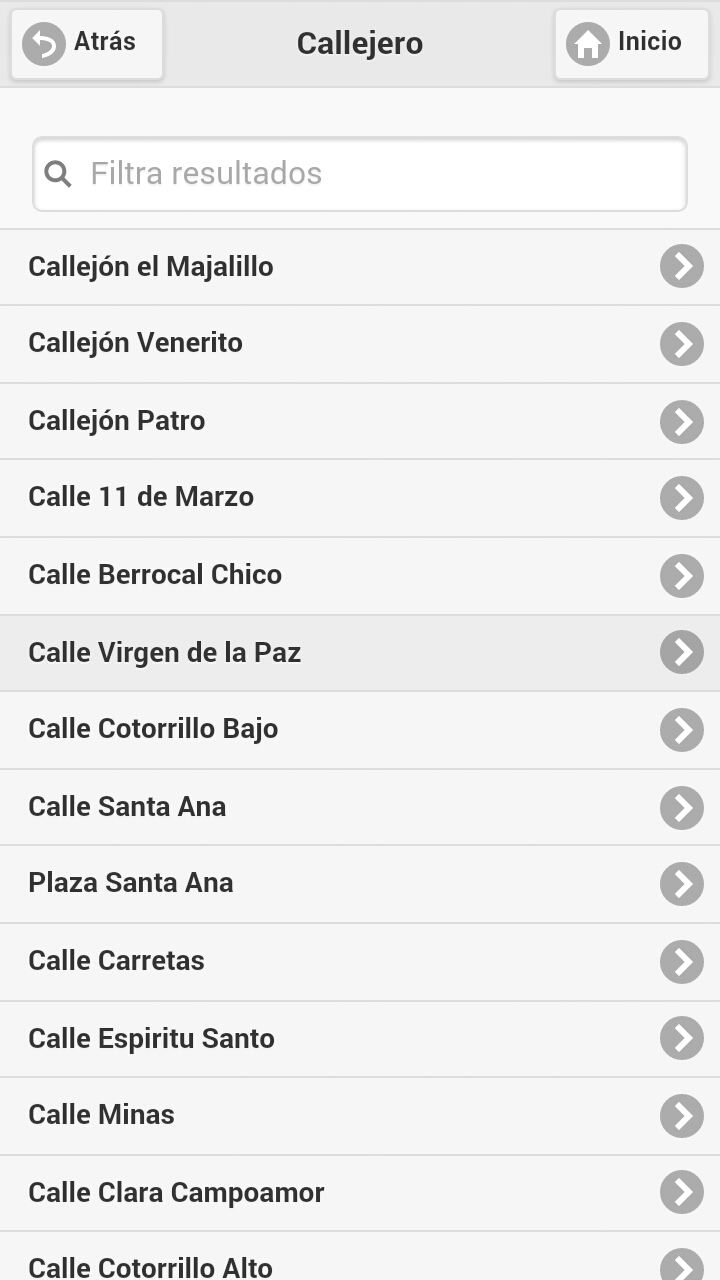 Atrás
Callejero
Inicio
Filtra resultados
Callejón el Majalillo
Callejón Venerito
Callejón Patro
Calle 11 de Marzo
Calle Berrocal Chico
Calle Virgen de la Paz
Calle Cotorrillo Bajo
Calle Santa Ana
Plaza Santa Ana
Calle Carretas
Calle Espiritu Santo
Calle Minas
Calle Clara Campoamor
Calle Cotorrillo Alto